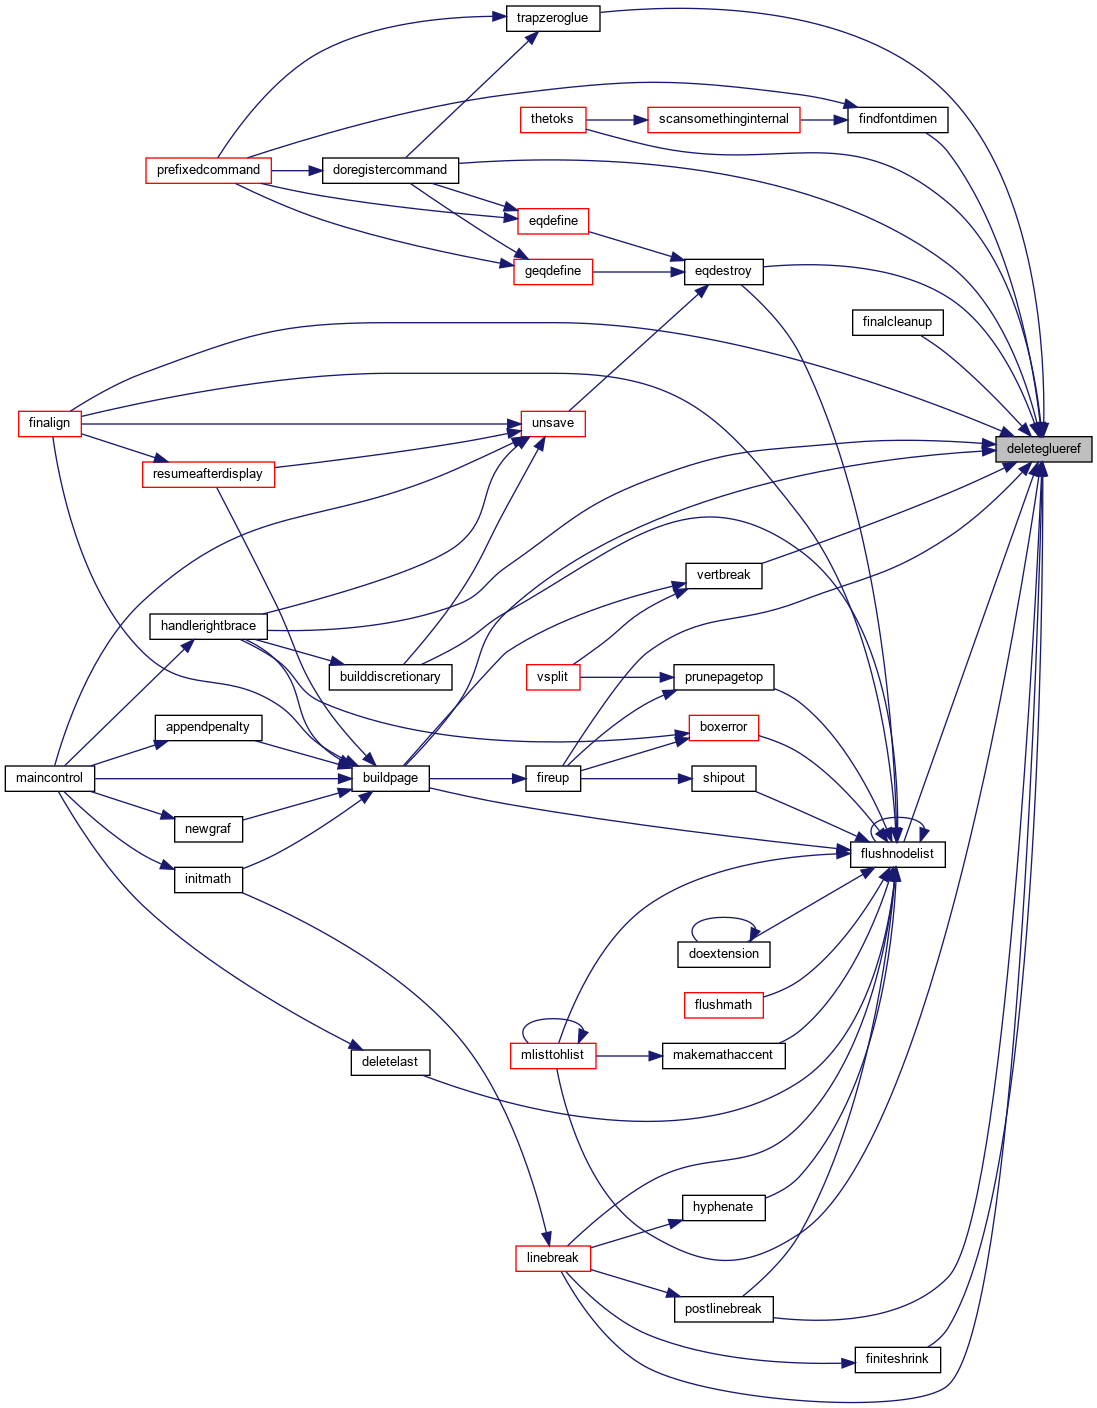 trapzeroglue
thetoks
scansomethinginternal
findfontdimen
prefixedcommand
doregistercommand
eqdefine
geqdefine
eqdestroy
finalcleanup
finalign
unsave
deleteglueref
resumeafterdisplay
vertbreak
handlerightbrace
builddiscretionary
vsplit
prunepagetop
appendpenalty
boxerror
maincontrol
buildpage
fireup
shipout
newgraf
flushnodelist
initmath
doextension
flushmath
deletelast
mlisttohlist
makemathaccent
hyphenate
linebreak
postlinebreak
finiteshrink